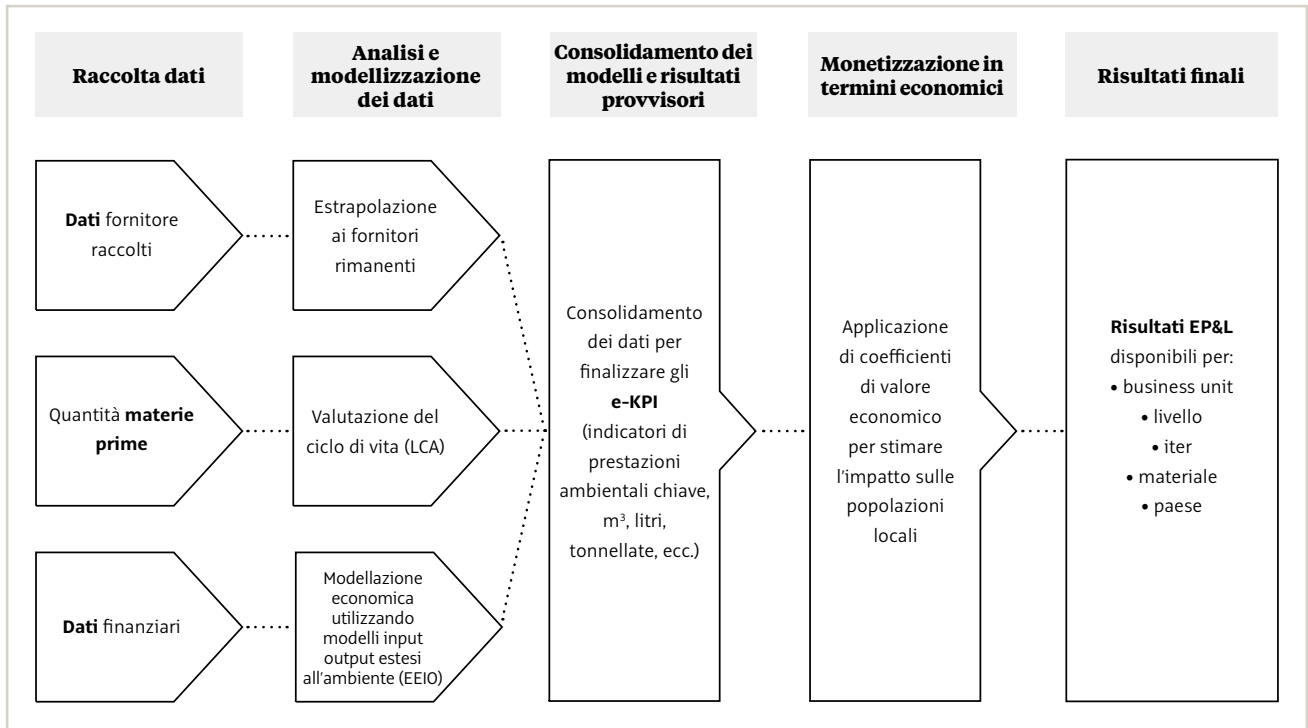 Raccolta dati
Analisi e
modellizzazione
dei dati
Consolidamento dei
modelli e risultati
provvisori
Monetizzazione in
termini economici
Risultati finali
Dati fornitore
raccolti
Estrapolazione
ai fornitori
rimanenti
Quantità materie
prime
Valutazione del
ciclo di vita (LCA)
Dati finanziari
Modellazione
economica
utilizzando
modelli input
output estesi
all'ambiente (EEIO)
Consolidamento
dei dati per
finalizzare gli
e-KPI
(indicatori di
prestazioni
ambientali chiave,
m³, litri,
tonnellate, ecc.)
Applicazione
di coefficienti
di valore
economico
per stimare
l'impatto sulle
popolazioni
locali
Risultati EP&L
disponibili per:
• business unit
• livello
• iter
• materiale
• paese